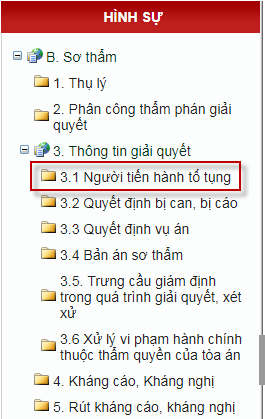 HÌNH SỰ
B. Sơ thẩm
1. Thụ lý
2. Phân công thẩm phán giải
quyết
3. Thông tin giải quyết
3.1 Người tiến hành tố tụng
3.2 Quyết định bị can, bị cáo
3.3 Quyết định vụ án
3.4 Bản án sơ thẩm
3.5. Trưng cầu giám định
trong quá trình giải quyết, xét
xử
3.6 Xử lý vi phạm hành chính
thuộc thẩm quyền của tòa án
4. Kháng cáo, Kháng nghị
5. Rút kháng cáo, kháng nghị